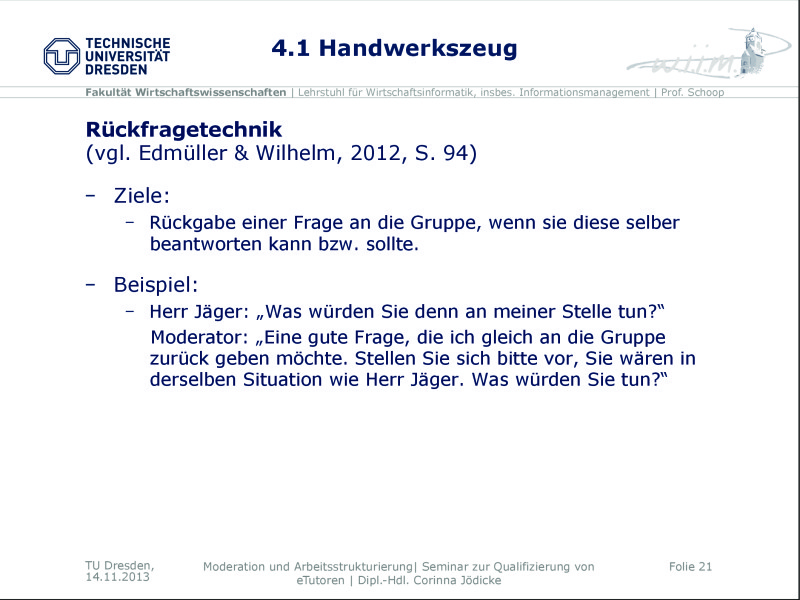 TECHNISCHE
UNIVERSITÄT
DRESDEN
4.1 Handwerkszeug
w.i.i.m.
Fakultät Wirtschaftswissenschaften | Lehrstuhl für Wirtschaftsinformatik, insbes. Informationsmanagement | Prof. Schoop
Rückfragetechnik
(vgl. Edmüller & Wilhelm, 2012, S. 94)
– Ziele:
– Rückgabe einer Frage an die Gruppe, wenn sie diese selber
beantworten kann bzw. sollte.
– Beispiel:
– Herr Jäger: „Was würden Sie denn an meiner Stelle tun?“
Moderator: „Eine gute Frage, die ich gleich an die Gruppe
zurück geben möchte. Stellen Sie sich bitte vor, Sie wären in
derselben Situation wie Herr Jäger. Was würden Sie tun?“
TU Dresden,
14.11.2013
Moderation und Arbeitsstrukturierung| Seminar zur Qualifizierung von
eTutoren | Dipl.-Hdl. Corinna Jödicke
Folie 21